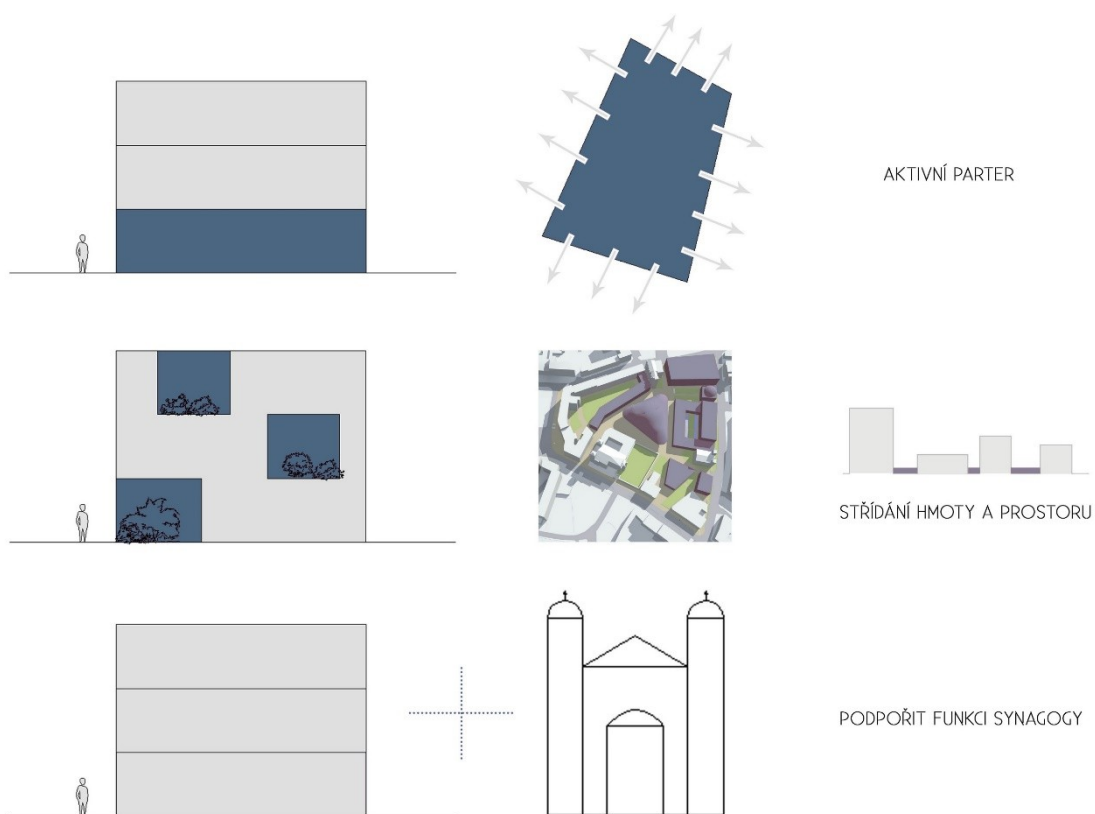 AKTIVNÍ PARTER
STŘÍDÁNÍ HMOTY A PROSTORU
PODPOŘIT FUNKCI SYNAGOGY